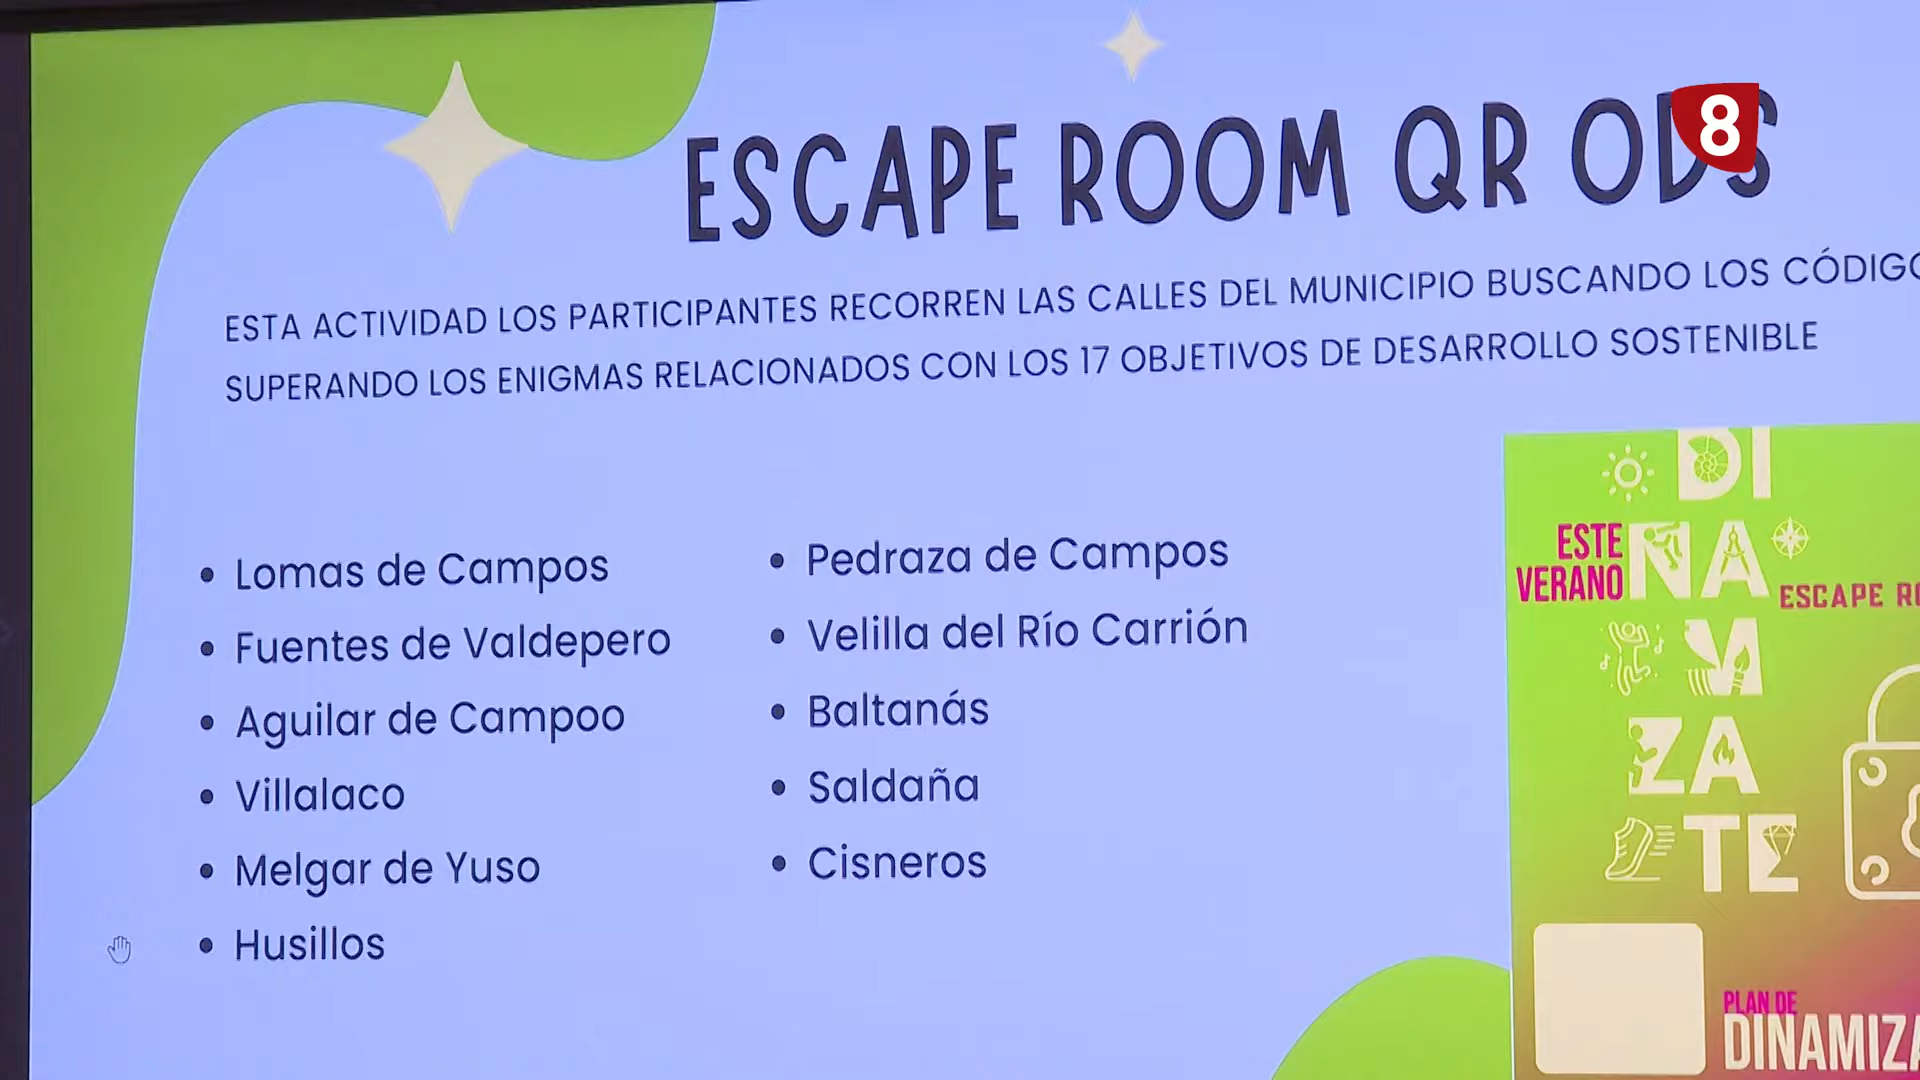 8
ESCAPE ROOM QR ODS
ESTA ACTIVIDAD LOS PARTICIPANTES RECORREN LAS CALLES DEL MUNICIPIO BUSCANDO LOS
SUPERANDO LOS ENIGMAS RELACIONADOS CON LOS 17 OBJETIVOS DE DESARROLLO SOSTENIBLE
• Lomas de Campos
• Fuentes de Valdepero
• Aguilar de Campoo
• Villalaco
• Melgar de Yuso
• Husillos
• Pedraza de Campos
• Velilla del Río Carrión
• Baltanás
• Saldaña
• Cisneros
DI
ESTE
VERANO
NA
ESCAPE
MI
ZA
TE
PLAN DE